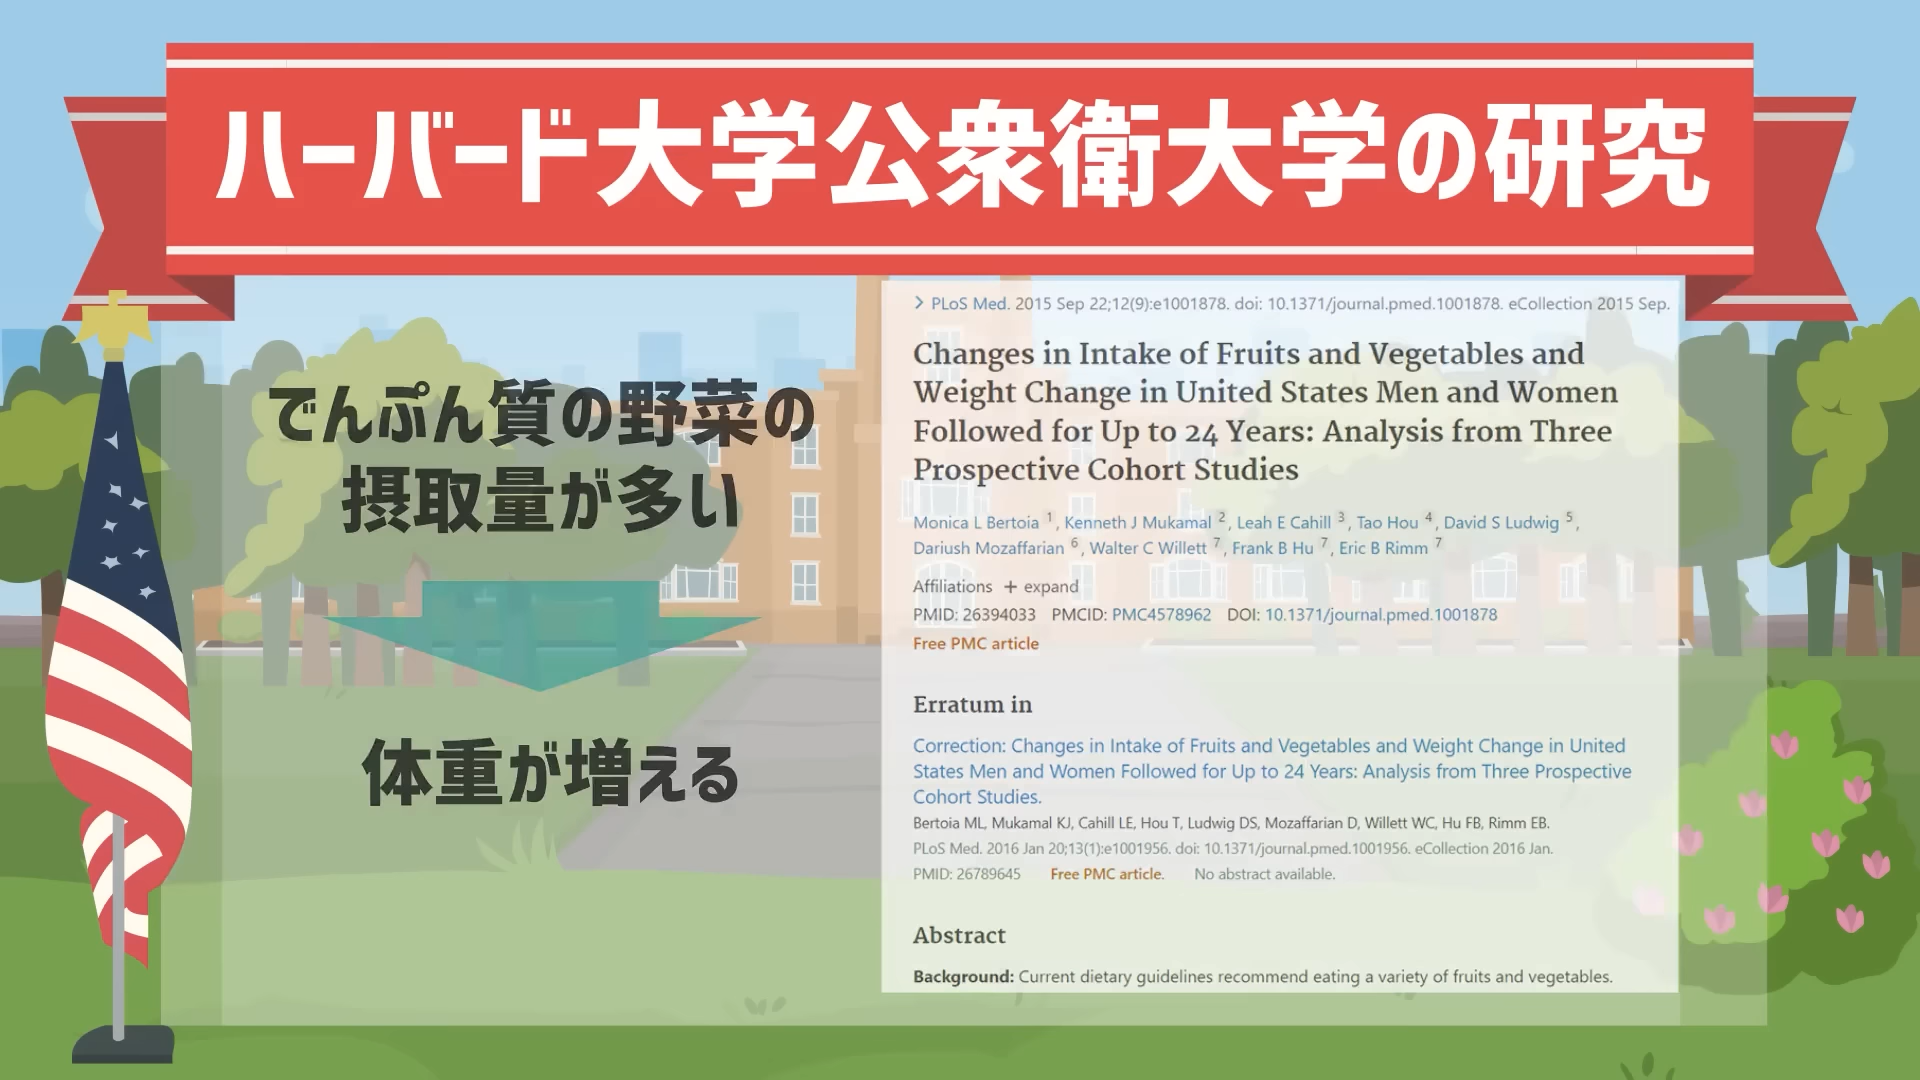 ハーバード大学公衆衛大学の研究
でんぷん質の野菜の
摂取量が多い
体重が増える
> PLoS Med. 2015 Sep 22;12(9):e1001878. doi: 10.1371/journal.pmed.1001878. eCollection 2015 Sep.
Changes in Intake of Fruits and Vegetables and
Weight Change in United States Men and Women
Followed for Up to 24 Years: Analysis from Three
Prospective Cohort Studies
Monica L Bertoia 1, Kenneth J Mukamal 2, Leah E Cahill 3, Tao Hou 4, David S Ludwig 5,
Dariush Mozaffarian 6, Walter C Willett 7, Frank B Hu 7, Eric B Rimm 7
Affiliations + expand
PMID: 26394033 PMCID: PMC4578962 DOI: 10.1371/journal.pmed.1001878
Free PMC article
Erratum in
Correction: Changes in Intake of Fruits and Vegetables and Weight Change in United
States Men and Women Followed for Up to 24 Years: Analysis from Three Prospective
Cohort Studies.
Bertoia ML, Mukamal KJ, Cahill LE, Hou T, Ludwig DS, Mozaffarian D, Willett WC, Hu FB, Rimm EB.
PLoS Med. 2016 Jan 20;13(1):e1001956. doi: 10.1371/journal.pmed.1001956. eCollection 2016 Jan.
PMID: 26789645 Free PMC article. No abstract available.
Abstract
Background: Current dietary guidelines recommend eating a variety of fruits and vegetables.